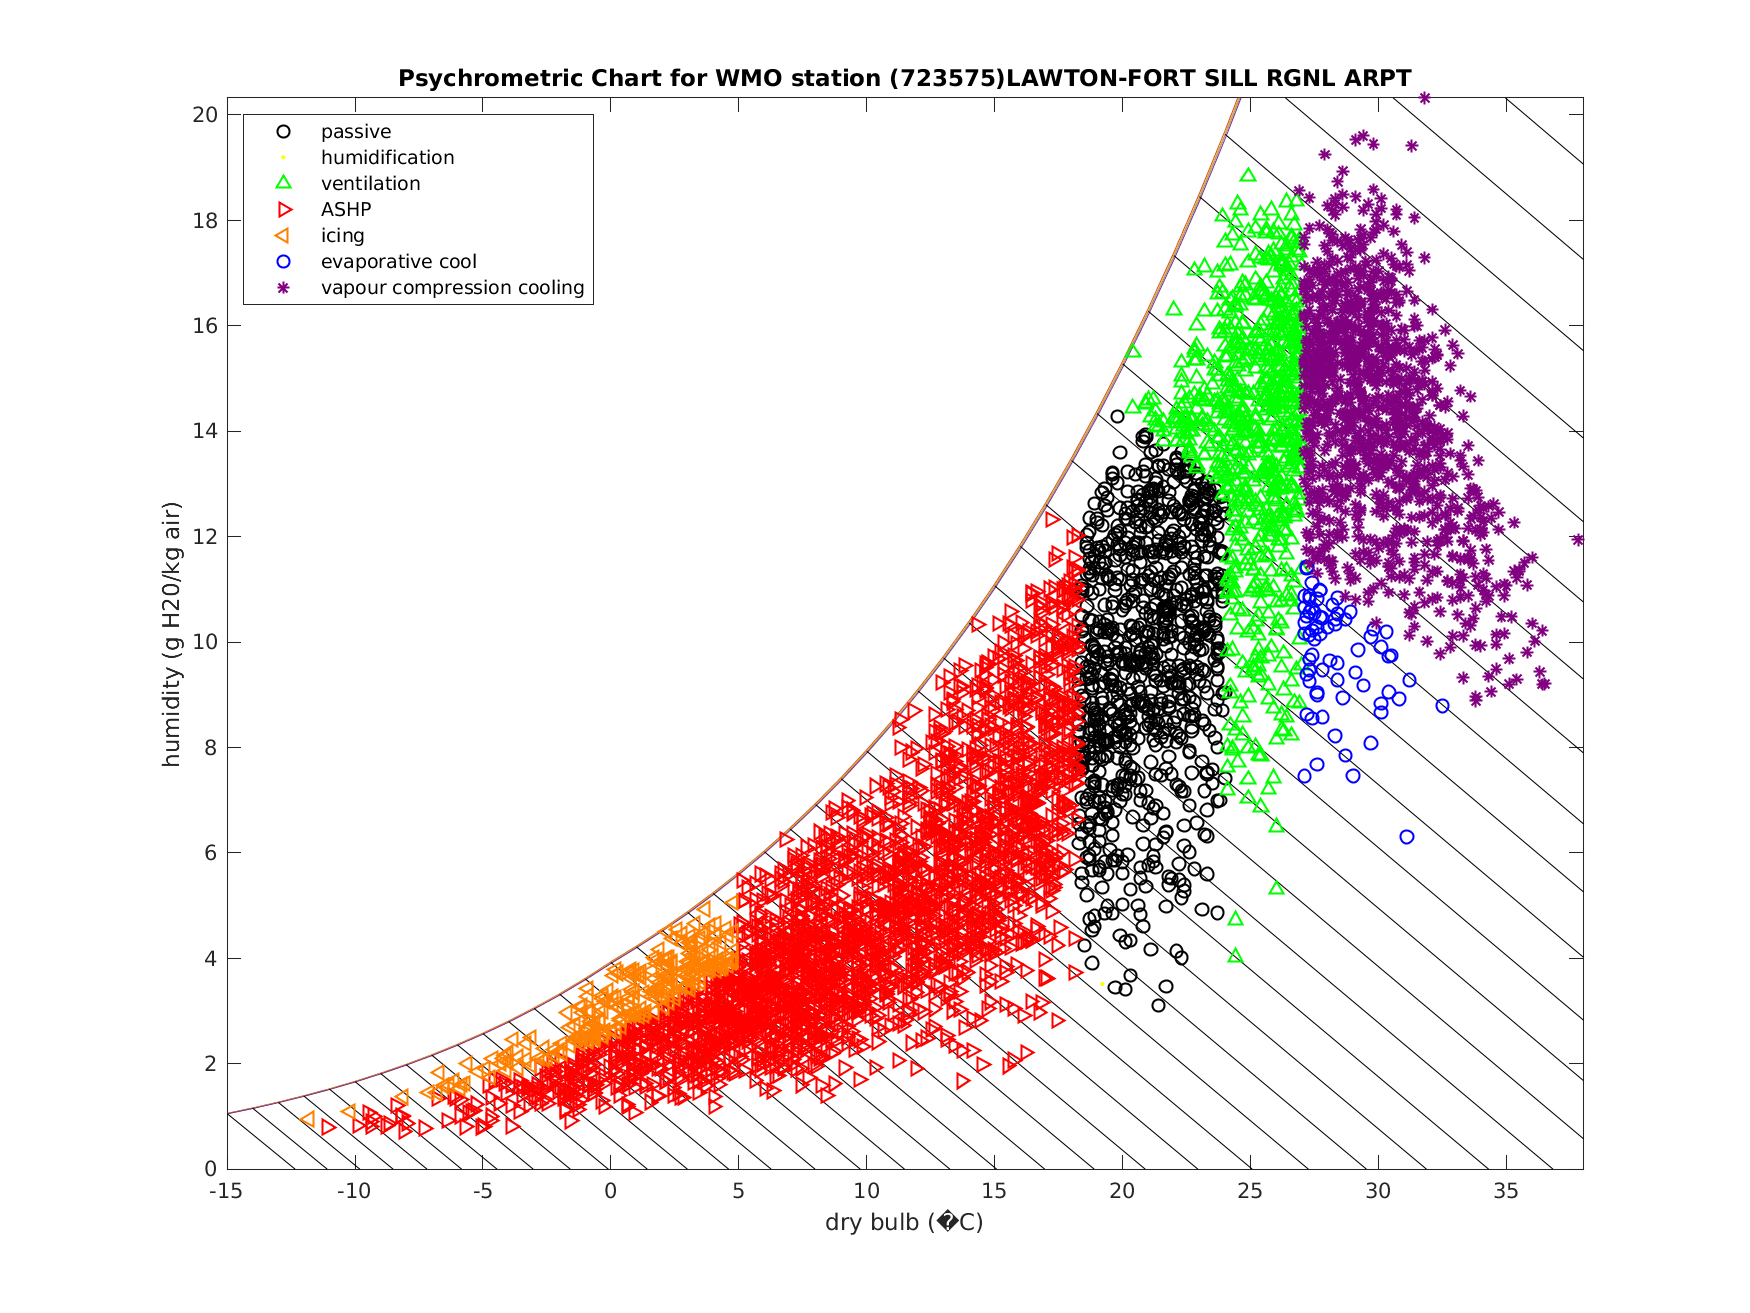 Psychrometric Chart for WMO station (723575)LAWTON-FORT SILL RGNL ARPT
passive
humidification
ventilation
ASHP
icing
evaporative cool
vapour compression cooling
humidity (g H20/kg air)
20
18
16
14
12
10
8
6
4
2
0
-15 -10 -5 0 5 10 15 20 25 30 35
dry bulb (�C)